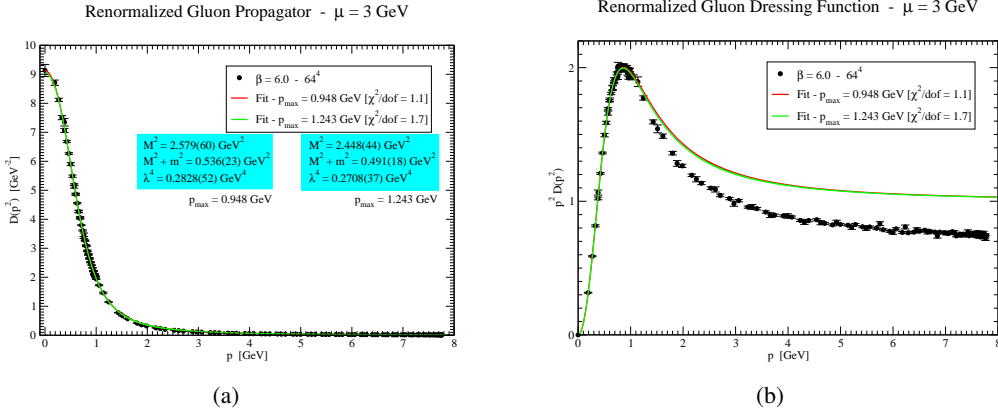 Renormalized Gluon Propagator - μ = 3 GeV
10
9
8
7
6
5
4
3
2
1
0
D(p²) [GeV⁻²]
β = 6.0 - 64⁴
Fit - p_max = 0.948 GeV [χ²/dof = 1.1]
Fit - p_max = 1.243 GeV [χ²/dof = 1.7]
M² = 2.579(60) GeV²
M² + m² = 0.536(23) GeV²
λ⁴ = 0.2828(52) GeV⁴
p_max = 0.948 GeV
M² = 2.448(44) GeV²
M² + m² = 0.491(18) GeV²
λ⁴ = 0.2708(37) GeV⁴
p_max = 1.243 GeV
0 1 2 3 4 5 6 7 8
p [GeV]
(a)
Renormalized Gluon Dressing Function - μ = 3 GeV
2
1
0
p² D(p²)
β = 6.0 - 64⁴
Fit - p_max = 0.948 GeV [χ²/dof = 1.1]
Fit - p_max = 1.243 GeV [χ²/dof = 1.7]
0 1 2 3 4 5 6 7 8
p [GeV]
(b)